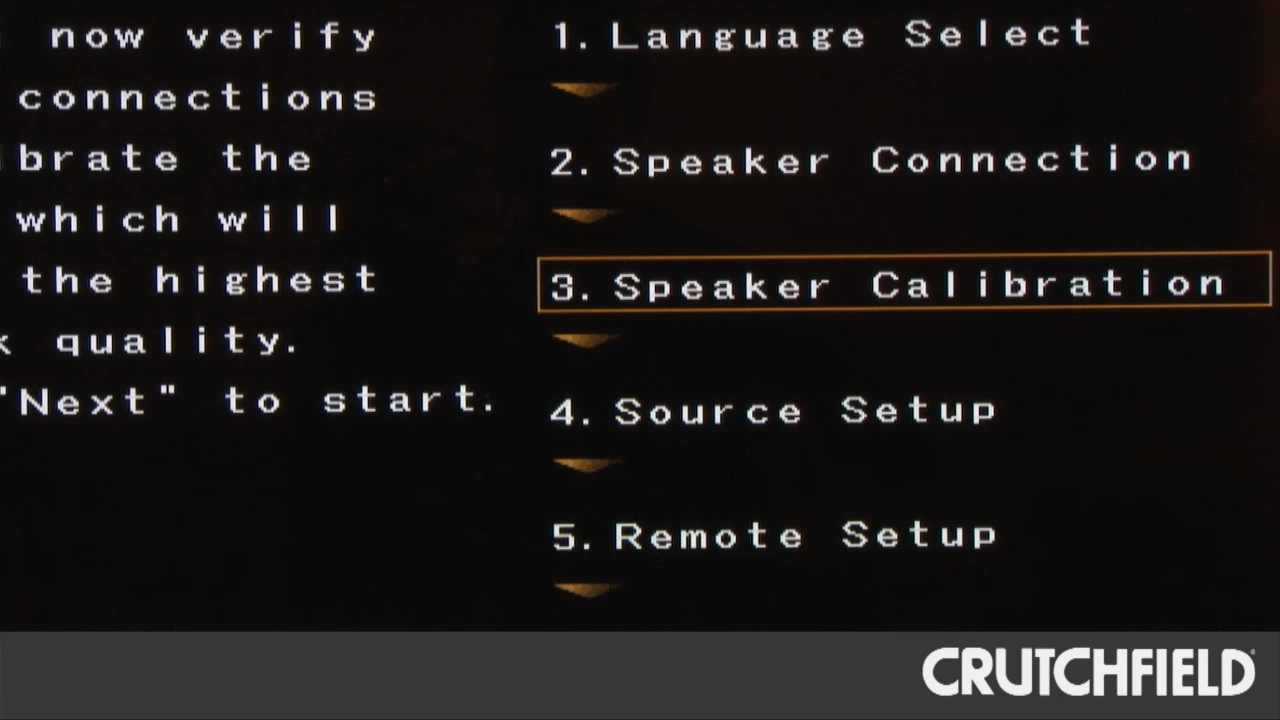 now verify
connections
brate the
which will
the highest
quality.
"Next" to start.
1. Language Select
2. Speaker Connection
3. Speaker Calibration
4. Source Setup
5. Remote Setup
CRUTCHFIELD